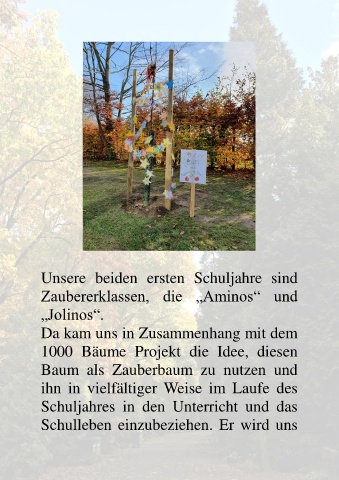 Unsere beiden ersten Schuljahre sind
Zaubererklassen, die „Aminos“ und
„Jolinos“.
Da kam uns in Zusammenhang mit dem
1000 Bäume Projekt die Idee, diesen
Baum als Zauberbaum zu nutzen und
ihn in vielfältiger Weise im Laufe des
Schuljahres in den Unterricht und das
Schulleben einzubeziehen. Er wird uns